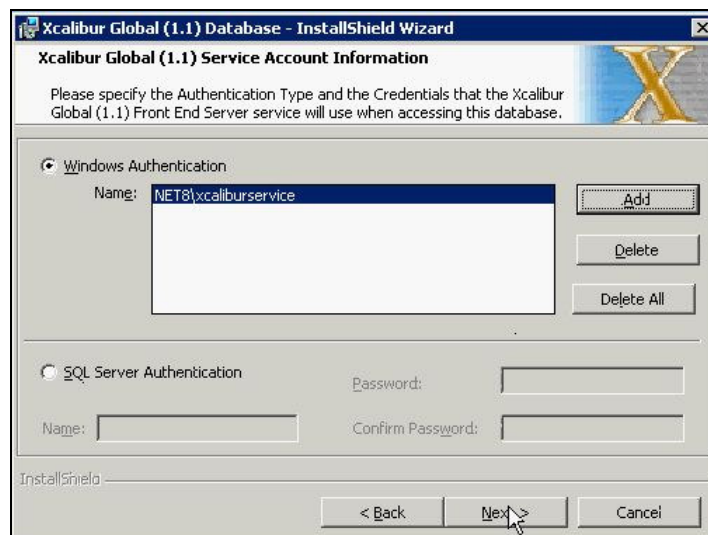 Xcalibur Global (1.1) Database - InstallShield Wizard
Xcalibur Global (1.1) Service Account Information
Please specify the Authentication Type and the Credentials that the Xcalibur
Global (1.1) Front End Server service will use when accessing this database.
X
Windows Authentication
Name:
NET8\xcaliburservice
Add
Delete
Delete All
SQL Server Authentication
Password:
Name:
Confirm Password:
InstallShield
< Back
Next >
Cancel